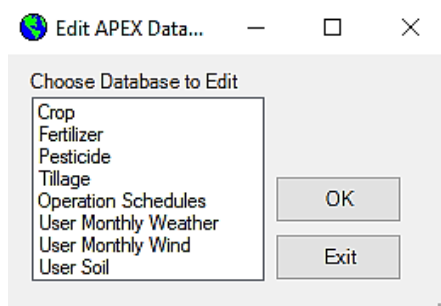 Edit APEX Data...
Choose Database to Edit
Crop
Fertilizer
Pesticide
Tillage
Operation Schedules
User Monthly Weather
User Monthly Wind
User Soil
OK
Exit